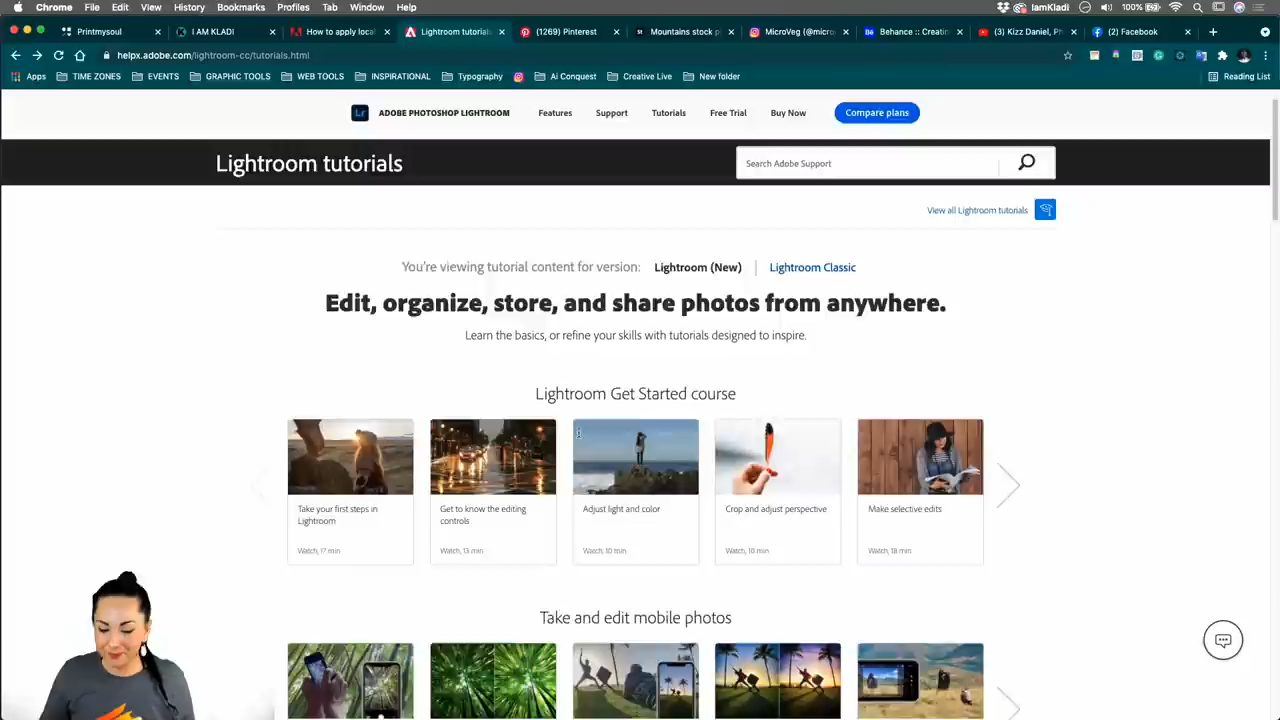 Chrome File Edit View History Bookmarks Profiles Tab Window Help
100% IamKladi
Printmysoul I AM KLADI How to apply local Lightroom tutorials (1269) Pinterest Mountains stock p MicroVeg (@micro Behance :: Creatin (3) Kizz Daniel, Ph (2) Facebook
helpx.adobe.com/lightroom-cc/tutorials.html
Apps TIME ZONES EVENTS GRAPHIC TOOLS WEB TOOLS INSPIRATIONAL Typography Ai Conquest Creative Live New folder Reading List
Lr ADOBE PHOTOSHOP LIGHTROOM Features Support Tutorials Free Trial Buy Now Compare plans
Lightroom tutorials Search Adobe Support
View all Lightroom tutorials
You're viewing tutorial content for version: Lightroom (New) | Lightroom Classic
Edit, organize, store, and share photos from anywhere.
Learn the basics, or refine your skills with tutorials designed to inspire.
Lightroom Get Started course
Take your first steps in
Lightroom
Watch, 17 min
Get to know the editing
controls
Watch, 13 min
Adjust light and color
Watch, 10 min
Crop and adjust perspective
Watch, 10 min
Make selective edits
Watch, 18 min
Take and edit mobile photos